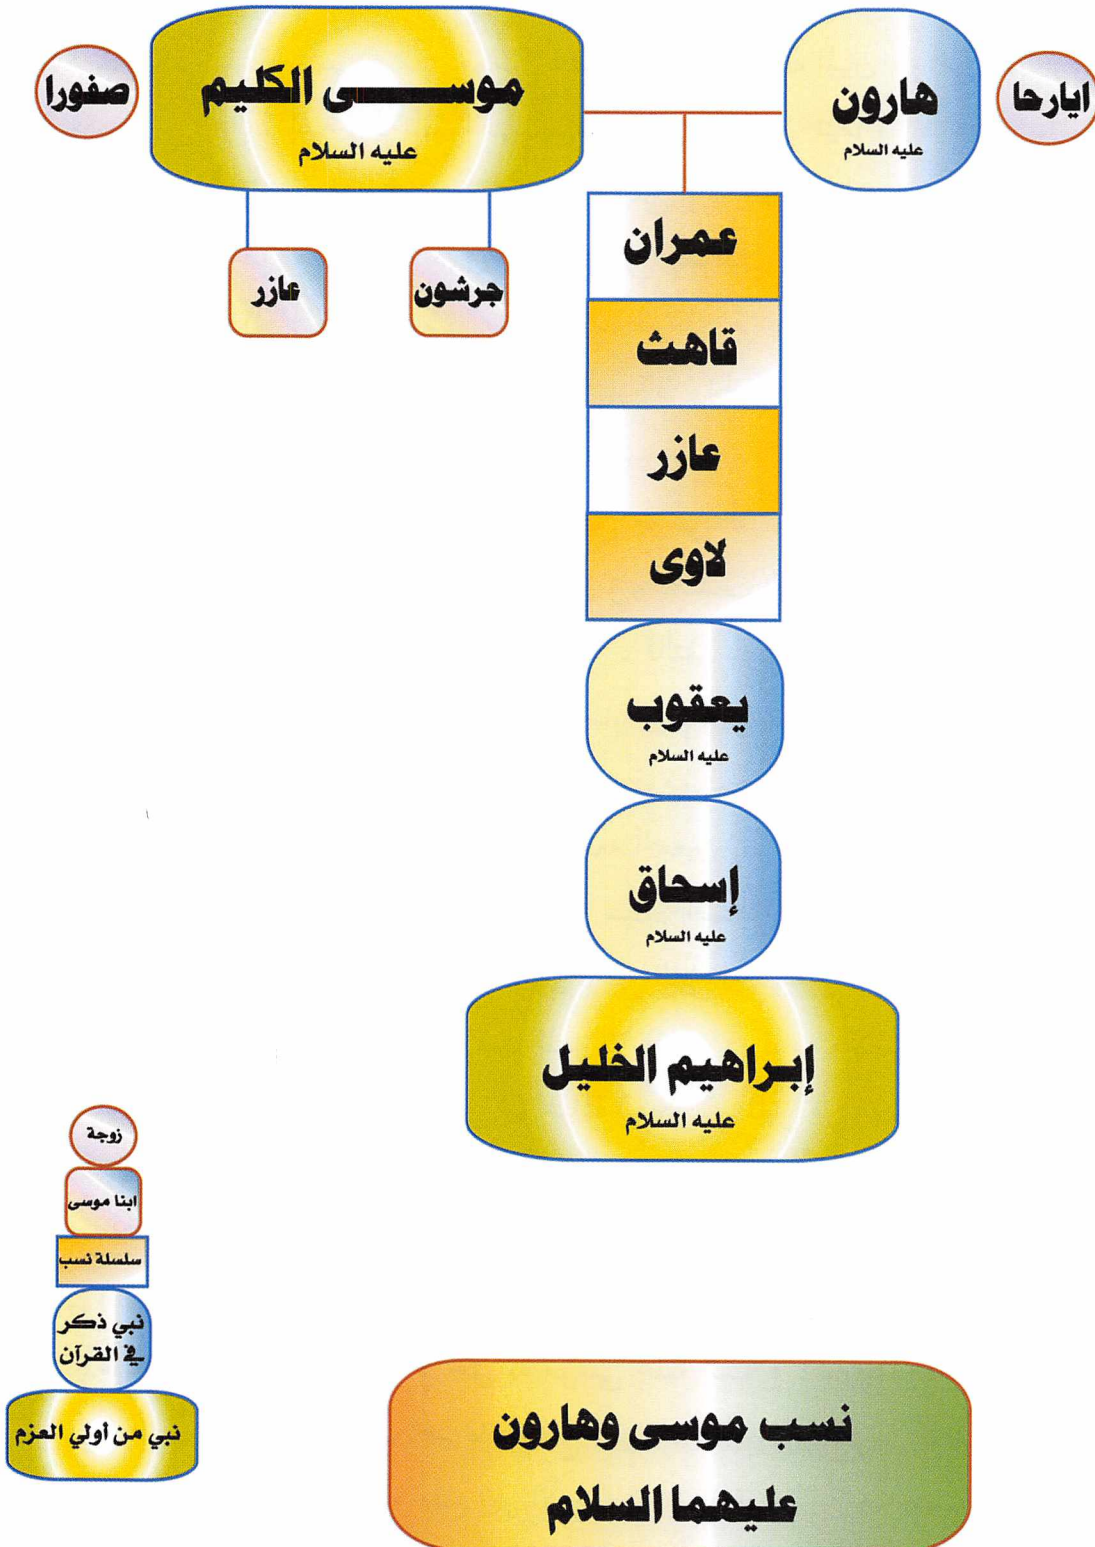 موسى الكليم
عليه السلام
صفورا
هارون
عليه السلام
ايارحا
عازر
جرشون
عمران
قاهث
عازر
لاوى
يعقوب
عليه السلام
إسحاق
عليه السلام
إبراهيم الخليل
عليه السلام
زوجة
ابنا موسى
سلسلة نسب
نبي ذكر
في القرآن
نبي من أولي العزم
نسب موسى وهارون
عليهما السلام